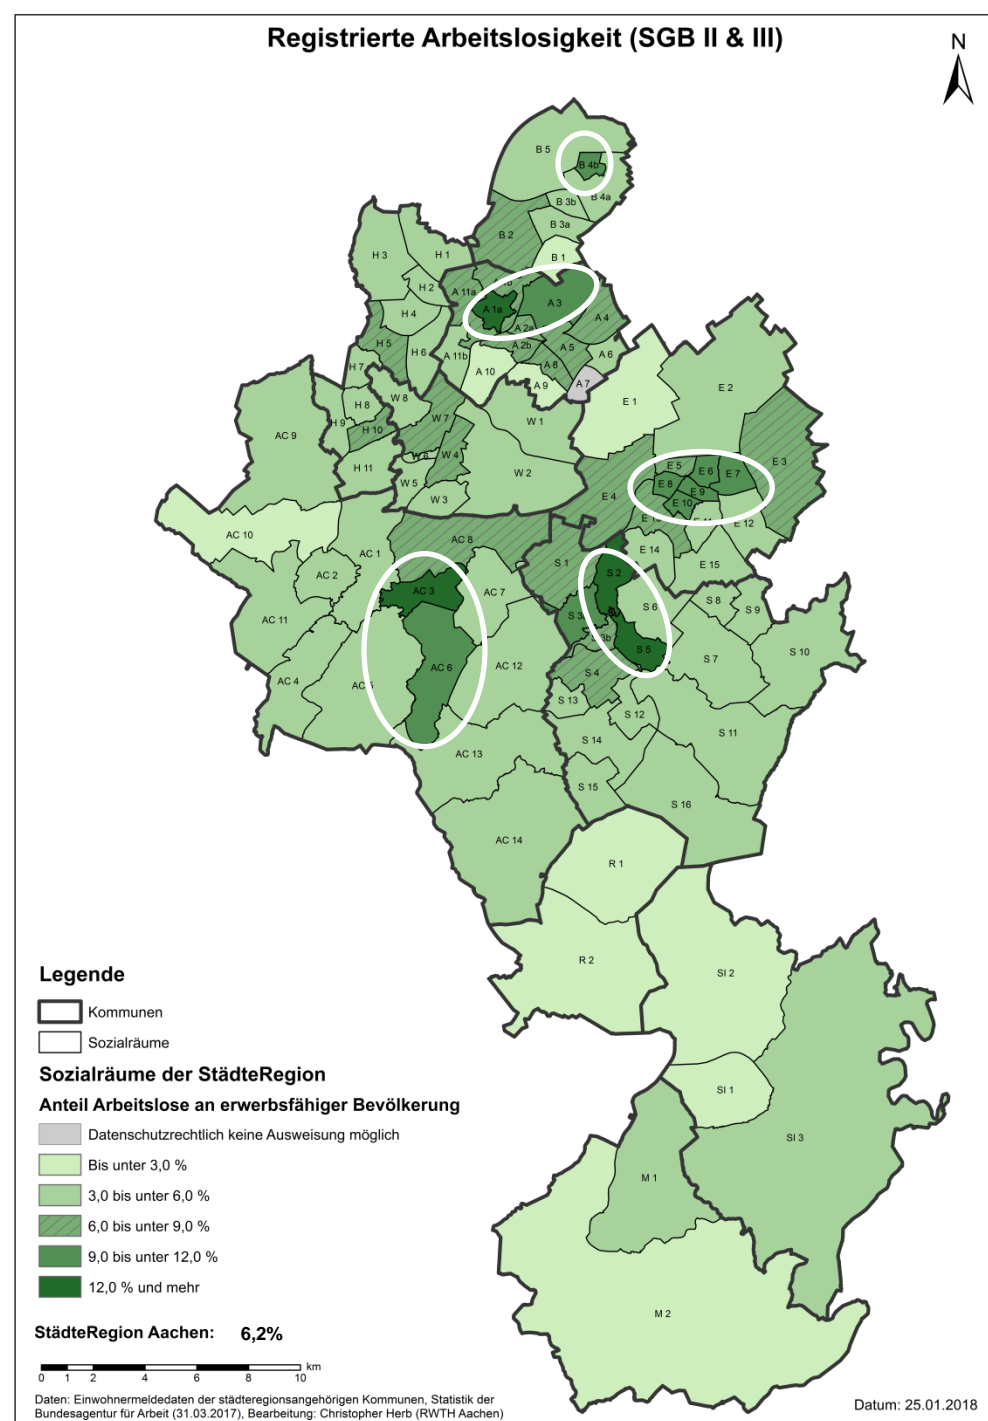 Registrierte Arbeitslosigkeit (SGB II & III)
N
B 5
B 4b
B 4a
B 3b
B 3a
B 2
B 1
H 3
H 1
H 2
H 4
H 5
H 6
H 7
A 11a
A 1a
A 3
A 2a
A 4
A 2b
A 5
A 6
A 11b
A 8
A 10
A 9
A 7
E 1
E 2
W 8
H 8
H 9
W 7
W 1
H 10
AC 9
W 6
W 4
E 3
H 11
W 5
W 2
E 5
E 6
E 7
E 8
E 9
E 4
E 10
W 3
E 11
E 12
AC 10
AC 8
AC 1
E 14
E 15
S 1
S 2
AC 2
AC 3
AC 7
S 8
S 9
S 6
AC 11
S 5
S 7
S 10
AC 12
AC 6
AC 4
S 4
S 13
S 12
S 11
S 14
AC 13
S 15
S 16
AC 14
R 1
R 2
SI 2
SI 1
SI 3
M 1
M 2
Legende
Kommunen
Sozialräume
Sozialräume der StädteRegion
Anteil Arbeitslose an erwerbsfähiger Bevölkerung
Datenschutzrechtlich keine Ausweisung möglich
Bis unter 3,0 %
3,0 bis unter 6,0 %
6,0 bis unter 9,0 %
9,0 bis unter 12,0 %
12,0 % und mehr
StädteRegion Aachen: 6,2%
km
0 1 2 4 6 8 10
Daten: Einwohnermeldedaten der städteregionsangehörigen Kommunen, Statistik der
Bundesagentur für Arbeit (31.03.2017), Bearbeitung: Christopher Herb (RWTH Aachen)
Datum: 25.01.2018